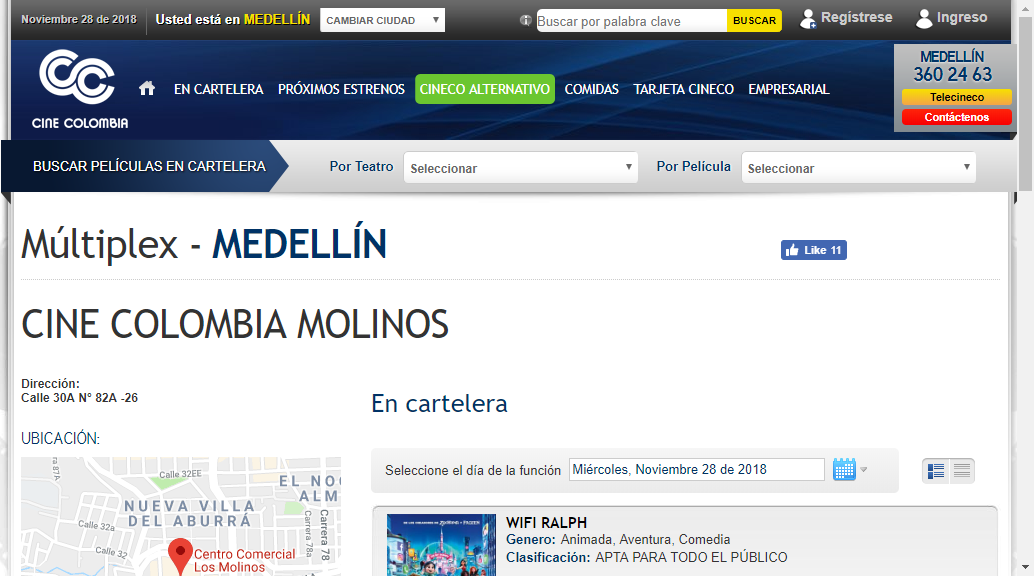 Noviembre 28 de 2018 Usted está en MEDELLÍN CAMBIAR CIUDAD Buscar por palabra clave BUSCAR Regístrese Ingreso
CINE COLOMBIA
EN CARTELERA PRÓXIMOS ESTRENOS CINECO ALTERNATIVO COMIDAS TARJETA CINECO EMPRESARIAL
MEDELLÍN
360 24 63
Telecineco
Contáctenos
BUSCAR PELÍCULAS EN CARTELERA Por Teatro Seleccionar Por Película Seleccionar
Múltiplex - MEDELLÍN
Like 11
CINE COLOMBIA MOLINOS
Dirección:
Calle 30A N° 82A -26
UBICACIÓN:
Calle 32EE
NUEVA VILLA
DEL ABURRÁ
Calle 32a
Calle 32
Carrera 78a
Carrera 78
Centro Comercial
Los Molinos
En cartelera
Seleccione el día de la función Miércoles, Noviembre 28 de 2018
WIFI RALPH
Genero: Animada, Aventura, Comedia
Clasificación: APTA PARA TODO EL PÚBLICO